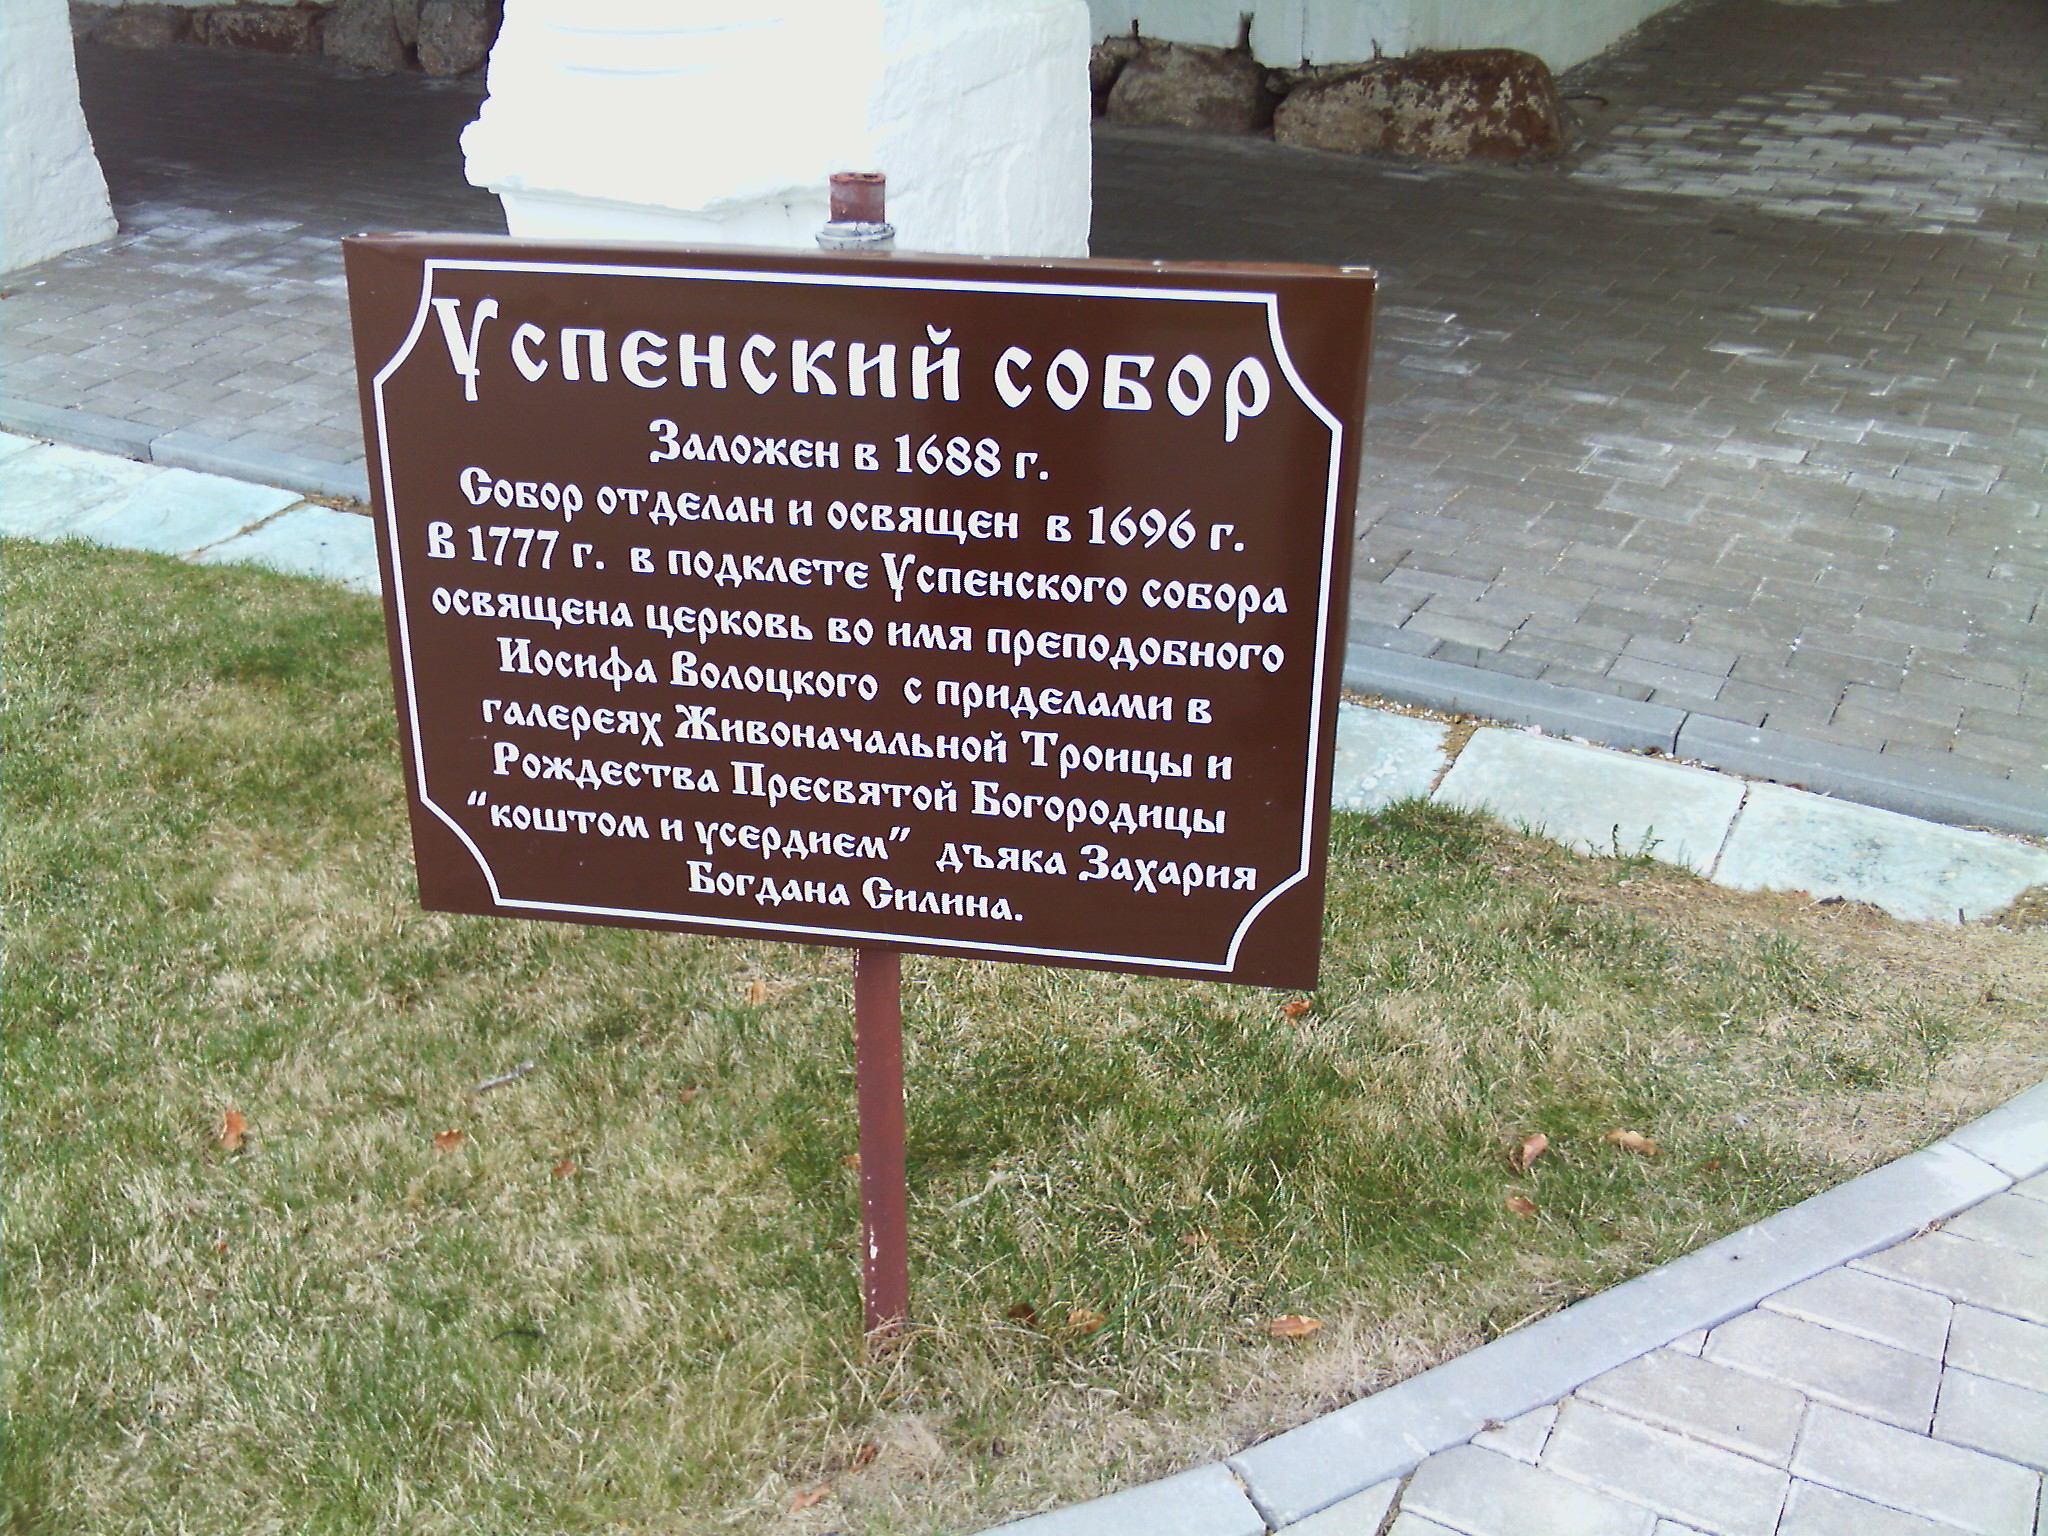 Успенский собор
Заложен в 1688 г.
Собор отделан и освящен в 1696 г.
В 1777 г. в подклете Успенского собора
освящена церковь во имя преподобного
Иосифа Волоцкого с приделами в
галереях Живоначальной Троицы и
Рождества Пресвятой Богородицы
“коштом и усердием” дъяка Захария
Богдана Силина.